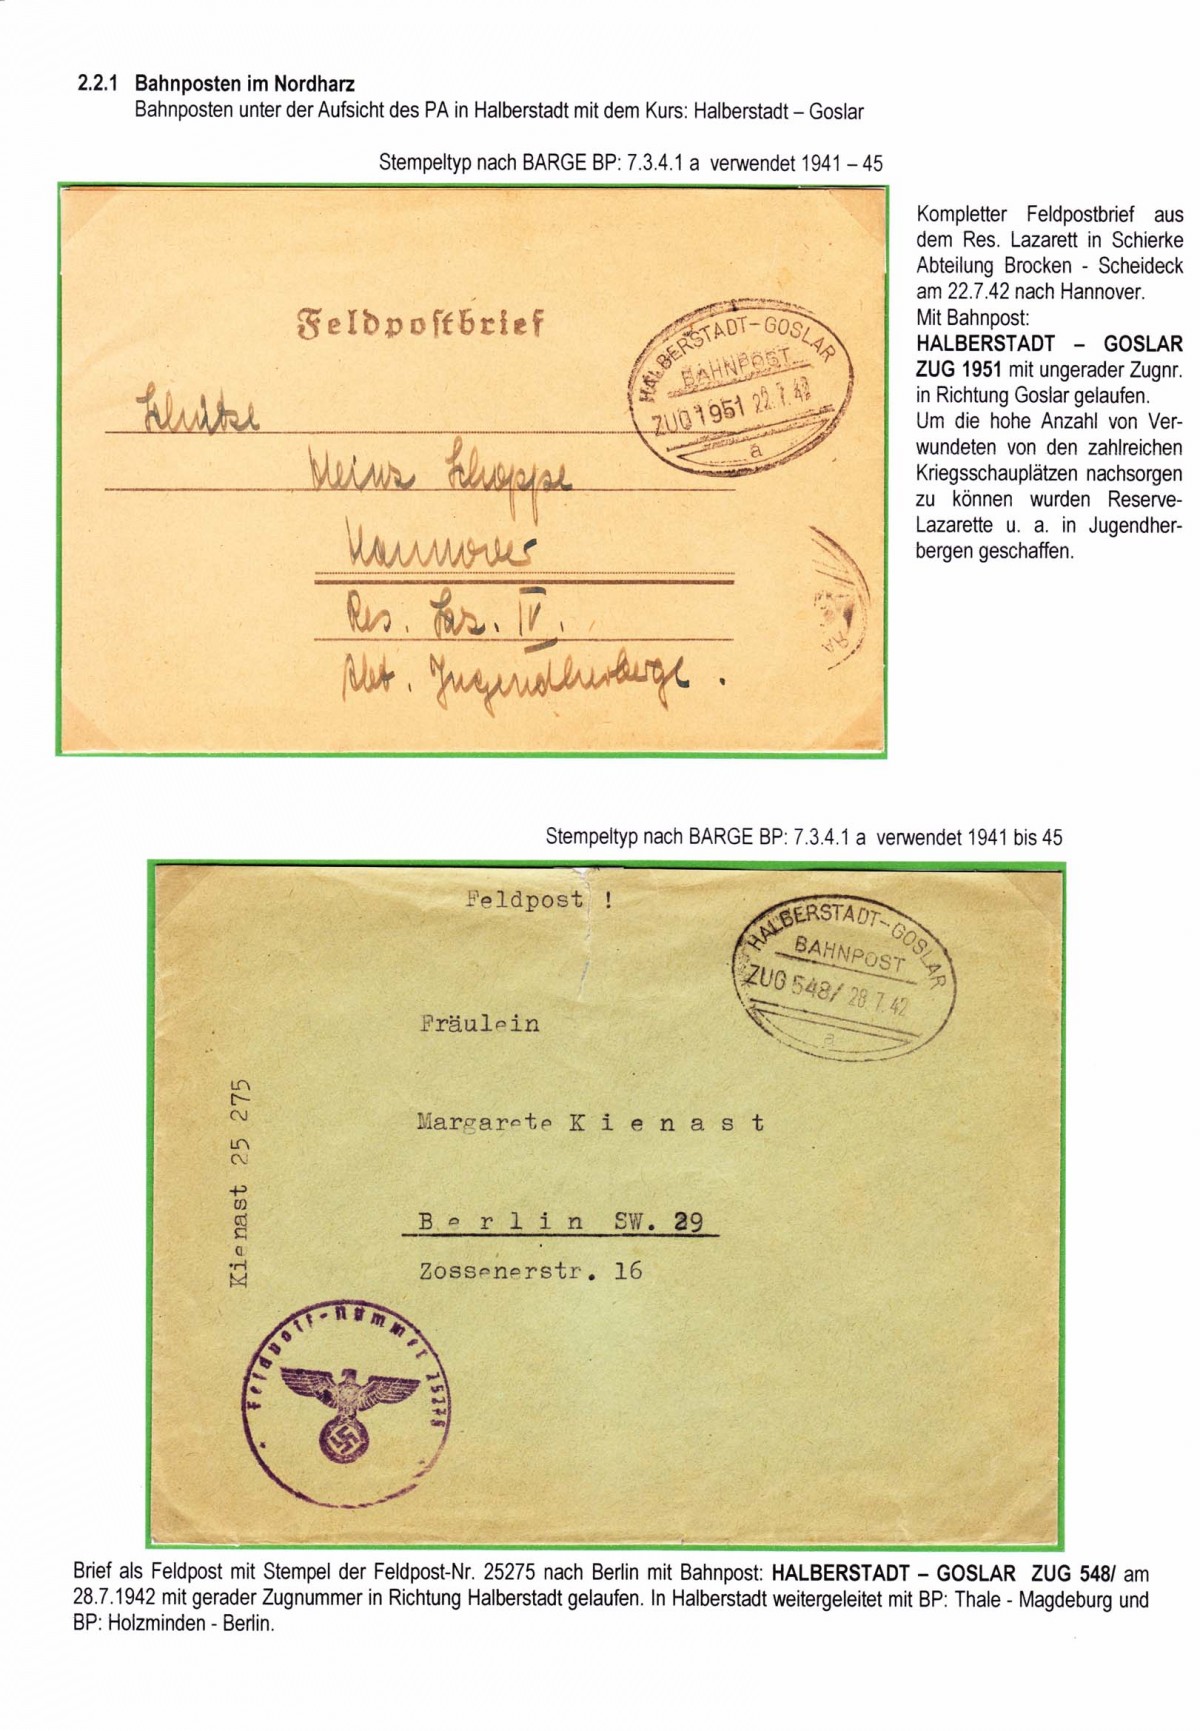 2.2.1 Bahnposten im Nordharz
Bahnposten unter der Aufsicht des PA in Halberstadt mit dem Kurs: Halberstadt – Goslar
Stempeltyp nach BARGE BP: 7.3.4.1 a verwendet 1941 – 45
Feldpostbrief
HALBERSTADT-GOSLAR
BAHNPOST
ZUG 1951 22.7.42
a
Schütze
Heinz Schoppe
Hannover
Res. Laz. IV.
Abt. Jugendherberge.
Kompletter Feldpostbrief aus
dem Res. Lazarett in Schierke
Abteilung Brocken - Scheideck
am 22.7.42 nach Hannover.
Mit Bahnpost:
HALBERSTADT – GOSLAR
ZUG 1951 mit ungerader Zugnr.
in Richtung Goslar gelaufen.
Um die hohe Anzahl von Ver-
wundeten von den zahlreichen
Kriegsschauplätzen nachsorgen
zu können wurden Reserve-
Lazarette u. a. in Jugendher-
bergen geschaffen.
Stempeltyp nach BARGE BP: 7.3.4.1 a verwendet 1941 bis 45
Feldpost !
HALBERSTADT-GOSLAR
BAHNPOST
ZUG 548/ 28.7.42
a
Fräulein
Margarete Kienast
Berlin SW. 29
Zossenerstr. 16
Kienast 25 275
Feldpost-Nummer 25275
Brief als Feldpost mit Stempel der Feldpost-Nr. 25275 nach Berlin mit Bahnpost: HALBERSTADT – GOSLAR ZUG 548/ am
28.7.1942 mit gerader Zugnummer in Richtung Halberstadt gelaufen. In Halberstadt weitergeleitet mit BP: Thale - Magdeburg und
BP: Holzminden - Berlin.